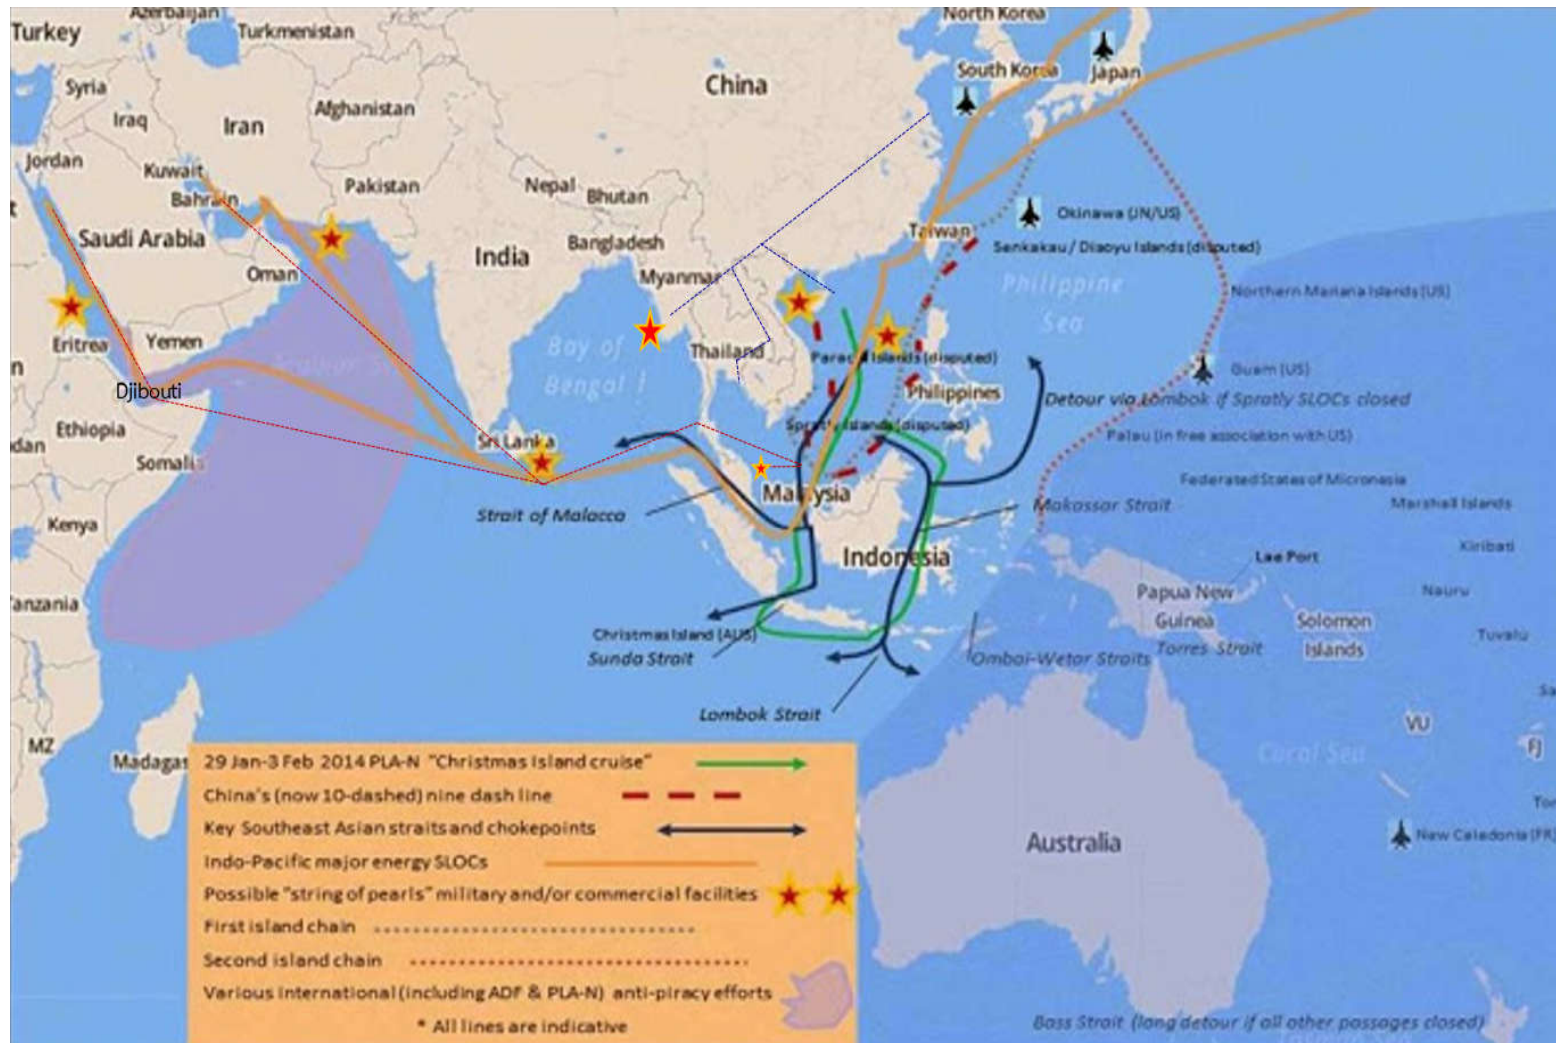 Azerbaijan
North Korea
Turkey
Turkmenistan
China
South Korea
Japan
Syria
Afghanistan
Iraq
Iran
Jordan
Kuwait
Pakistan
Nepal
Bhutan
Bahrain
Okinawa (JN/US)
Saudi Arabia
Taiwan
India
Bangladesh
Senkakau / Diaoyu Islands (disputed)
Oman
Myanmar
Philippine
Sea
Northern Mariana Islands (US)
Eritrea
Yemen
Bay of
Bengal
Thailand
Paracel Islands (disputed)
Guam (US)
Djibouti
Philippines
Detour via Lombok if Spratly SLOCs closed
Ethiopia
Spratly Islands (disputed)
Palau (in free association with US)
dan
Sri Lanka
Somalia
Federated States of Micronesia
Malaysia
Strait of Malacca
Makassar Strait
Marshall Islands
Kenya
Indonesia
Lae Port
Kiribati
anzania
Papua New
Guinea
Nauru
Christmas Island (AUS)
Solomon
Islands
Tuvalu
Sunda Strait
Ombai-Wetar Straits
Torres Strait
Sa
Lombok Strait
VU
FJ
MZ
Madagas
Coral Sea
Ton
29 Jan-3 Feb 2014 PLA-N "Christmas Island cruise"
China's (now 10-dashed) nine dash line
Key Southeast Asian straits and chokepoints
Australia
New Caledonia (FR)
Indo-Pacific major energy SLOCs
Possible "string of pearls" military and/or commercial facilities
First island chain
Second island chain
Various international (including ADF & PLA-N) anti-piracy efforts
* All lines are indicative
Bass Strait (long detour if all other passages closed)